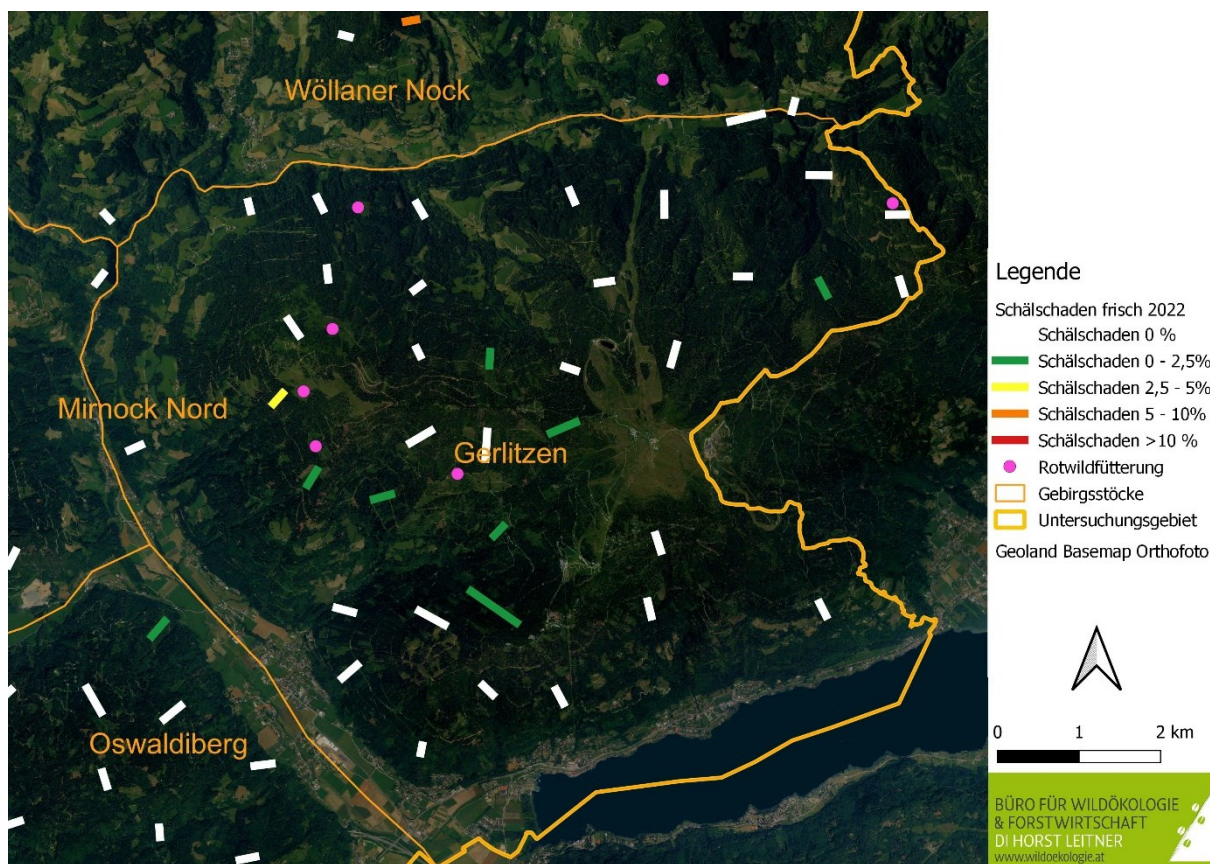 Wöllaner Nock
Mirnock Nord
Gerlitzen
Oswaldiberg
Legende
Schälschaden frisch 2022
Schälschaden 0 %
Schälschaden 0 - 2,5%
Schälschaden 2,5 - 5%
Schälschaden 5 - 10%
Schälschaden >10 %
Rotwildfütterung
Gebirgsstöcke
Untersuchungsgebiet
Geoland Basemap Orthofoto
0 1 2 km
BÜRO FÜR WILDÖKOLOGIE
& FORSTWIRTSCHAFT
DI HORST LEITNER
www.wildoekologie.at